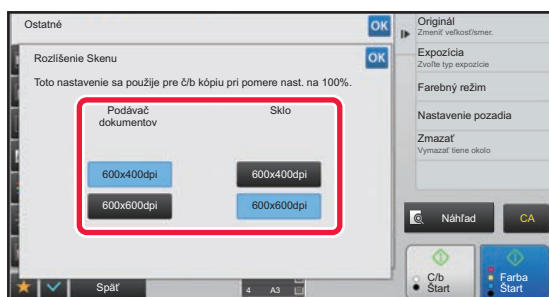 Ostatné
OK
Rozlíšenie Skenu
OK
Toto nastavenie sa použije pre č/b kópiu pri pomere nast. na 100%.
Podávač
dokumentov
Sklo
600x400dpi
600x400dpi
600x600dpi
600x600dpi
Späť
4 A3
Originál
Zmeniť veľkosť/smer.
Expozícia
Zvoľte typ expozície
Farebný režim
Nastavenie pozadia
Zmazať
Vymazať tiene okolo
Náhľad
CA
C/b
Štart
Farba
Štart